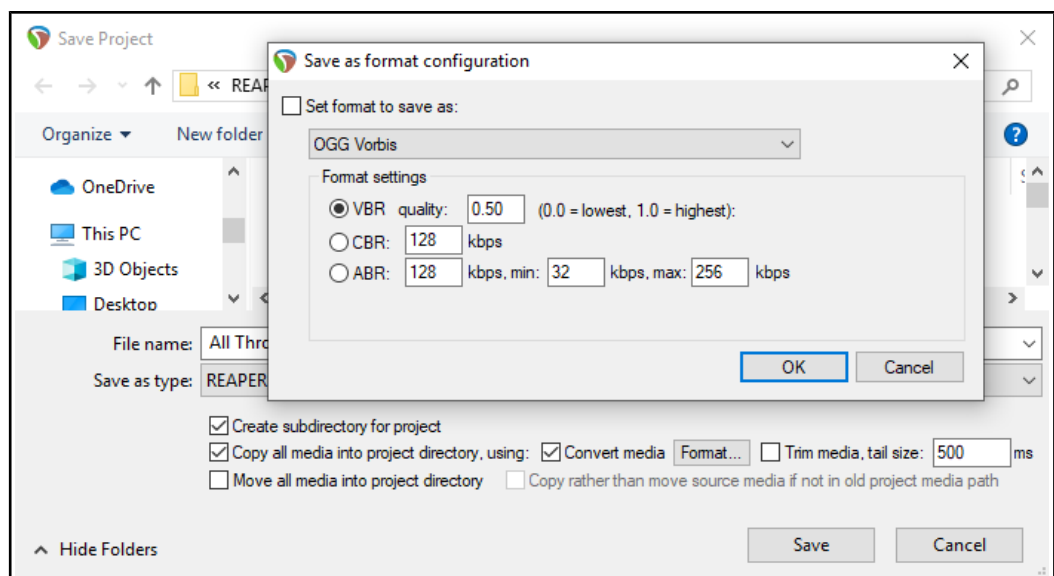 Save Project
Save as format configuration
« REAP
Set format to save as:
Organize
New folder
OGG Vorbis
Format settings
OneDrive
VBR quality: 0.50 (0.0 = lowest, 1.0 = highest):
This PC
CBR: 128 kbps
3D Objects
ABR: 128 kbps, min: 32 kbps, max: 256 kbps
Desktop
File name: All Thro
OK Cancel
Save as type: REAPER
Create subdirectory for project
Copy all media into project directory, using: Convert media Format... Trim media, tail size: 500 ms
Move all media into project directory Copy rather than move source media if not in old project media path
Hide Folders
Save Cancel